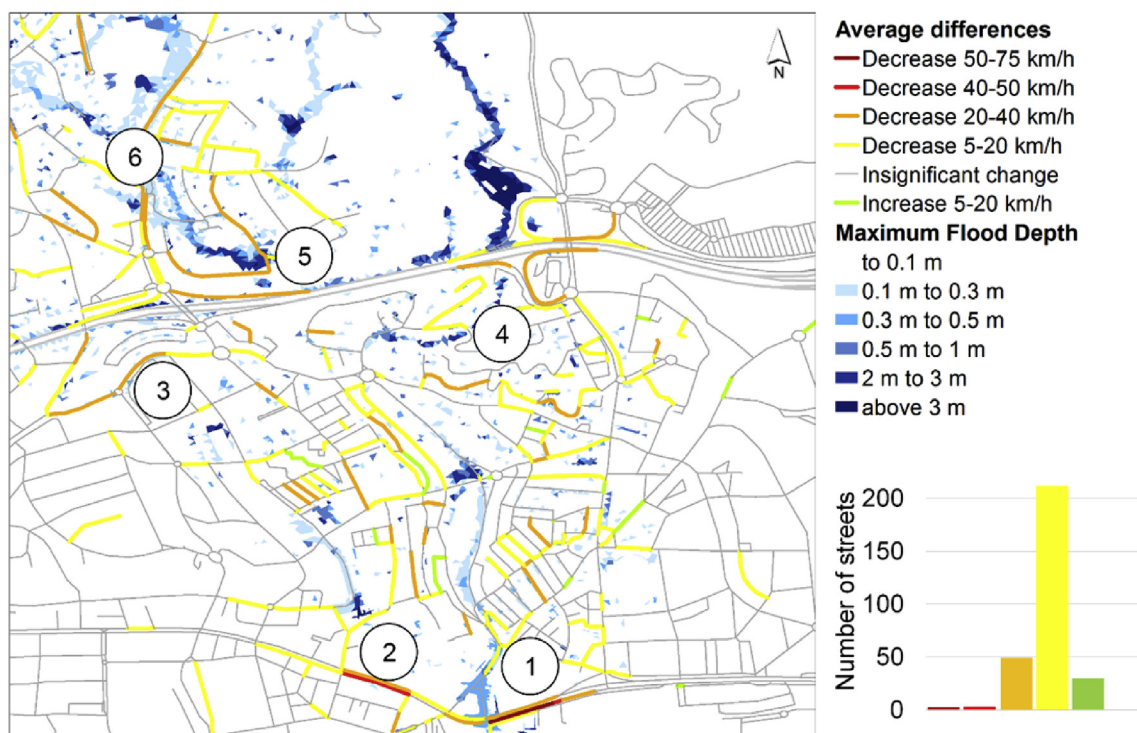 Average differences
Decrease 50-75 km/h
Decrease 40-50 km/h
Decrease 20-40 km/h
Decrease 5-20 km/h
Insignificant change
Increase 5-20 km/h
Maximum Flood Depth
to 0.1 m
0.1 m to 0.3 m
0.3 m to 0.5 m
0.5 m to 1 m
2 m to 3 m
above 3 m
N
6
5
4
3
2
1
Number of streets
200
150
100
50
0